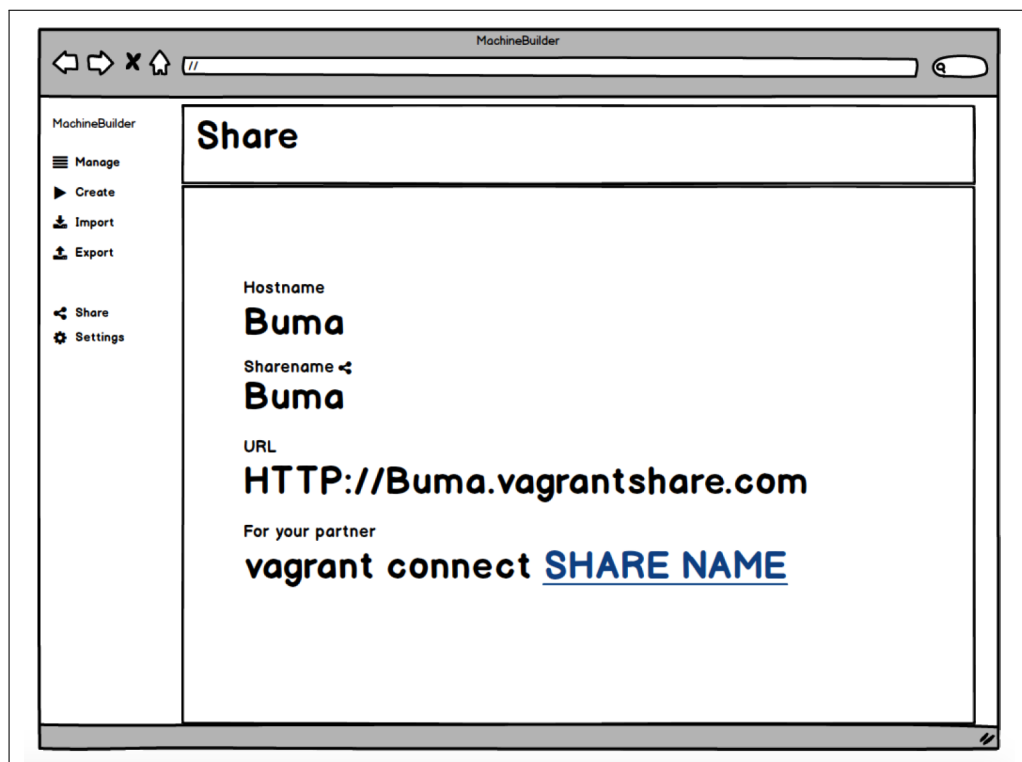 MachineBuilder
//
MachineBuilder
Manage
Create
Import
Export
Share
Settings
Share
Hostname
Buma
Sharename
Buma
URL
HTTP://Buma.vagrantshare.com
For your partner
vagrant connect SHARE NAME